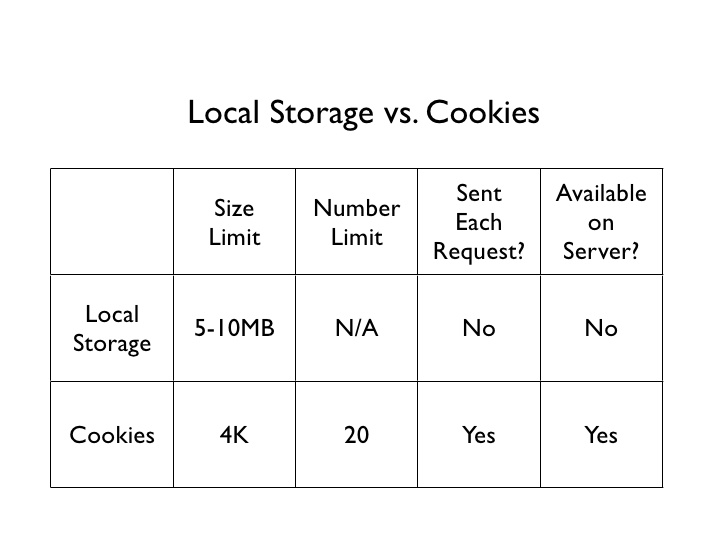 Local Storage vs. Cookies
Size
Limit
Number
Limit
Sent
Each
Request?
Available
on
Server?
Local
Storage
5-10MB
N/A
No
No
Cookies
4K
20
Yes
Yes